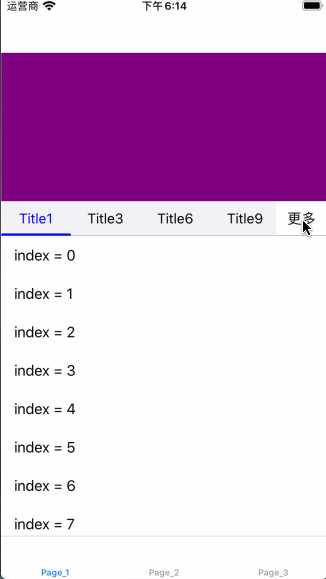 运营商 下午 6:14
Title1 Title3 Title6 Title9 更多
index = 0
index = 1
index = 2
index = 3
index = 4
index = 5
index = 6
index = 7
Page_1 Page_2 Page_3